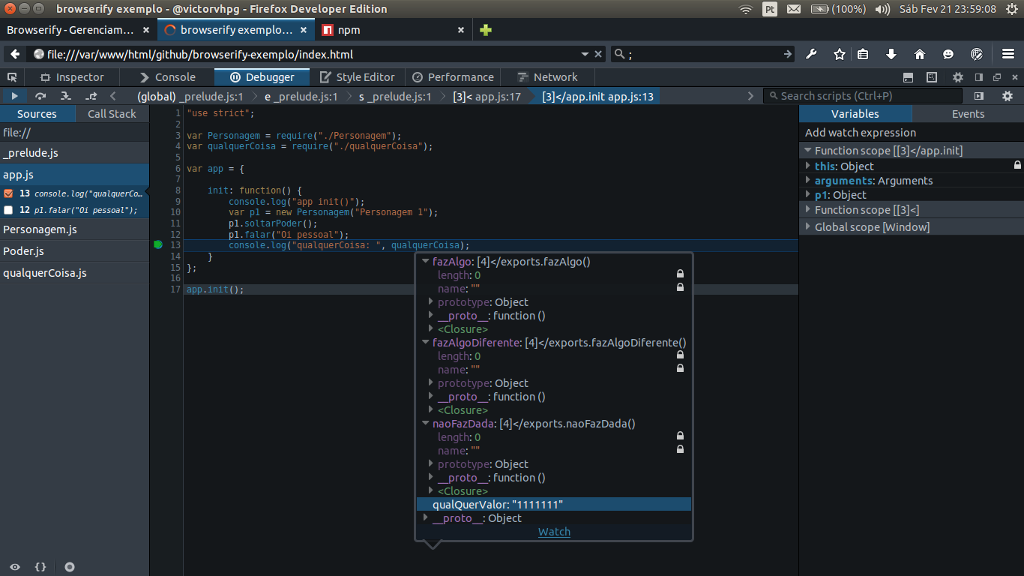 browserify exemplo - @victorvhpg - Firefox Developer Edition
Pt (100%) Sáb Fev 21 23:59:08
Browserify - Gerenciam... × browserify exemplo... × npm ×
file:///var/www/html/github/browserify-exemplo/index.html ;
Inspector Console Debugger Style Editor Performance Network
(global) _prelude.js:1 e _prelude.js:1 s _prelude.js:1 [3]< app.js:17 [3]</app.init app.js:13 Search scripts (Ctrl+P)
Sources Call Stack
file://
_prelude.js
app.js
13 console.log("qualquerCo...
12 p1.falar("Oi pessoal");
Personagem.js
Poder.js
qualquerCoisa.js
{}
1 "use strict";
2
3 var Personagem = require("./Personagem");
4 var qualquerCoisa = require("./qualquerCoisa");
5
6 var app = {
7
8 init: function() {
9 console.log("app init()");
10 var p1 = new Personagem("Personagem 1");
11 p1.soltarPoder();
12 p1.falar("Oi pessoal");
13 console.log("qualquerCoisa: ", qualquerCoisa);
14 }
15 };
16
17 app.init();
fazAlgo: [4]</exports.fazAlgo()
length: 0
name: ""
prototype: Object
__proto__: function ()
<Closure>
fazAlgoDiferente: [4]</exports.fazAlgoDiferente()
length: 0
name: ""
prototype: Object
__proto__: function ()
<Closure>
naoFazDada: [4]</exports.naoFazDada()
length: 0
name: ""
prototype: Object
__proto__: function ()
<Closure>
qualQuerValor: "1111111"
__proto__: Object
Watch
Variables Events
Add watch expression
Function scope [[3]</app.init]
this: Object
arguments: Arguments
p1: Object
Function scope [[3]<]
Global scope [Window]